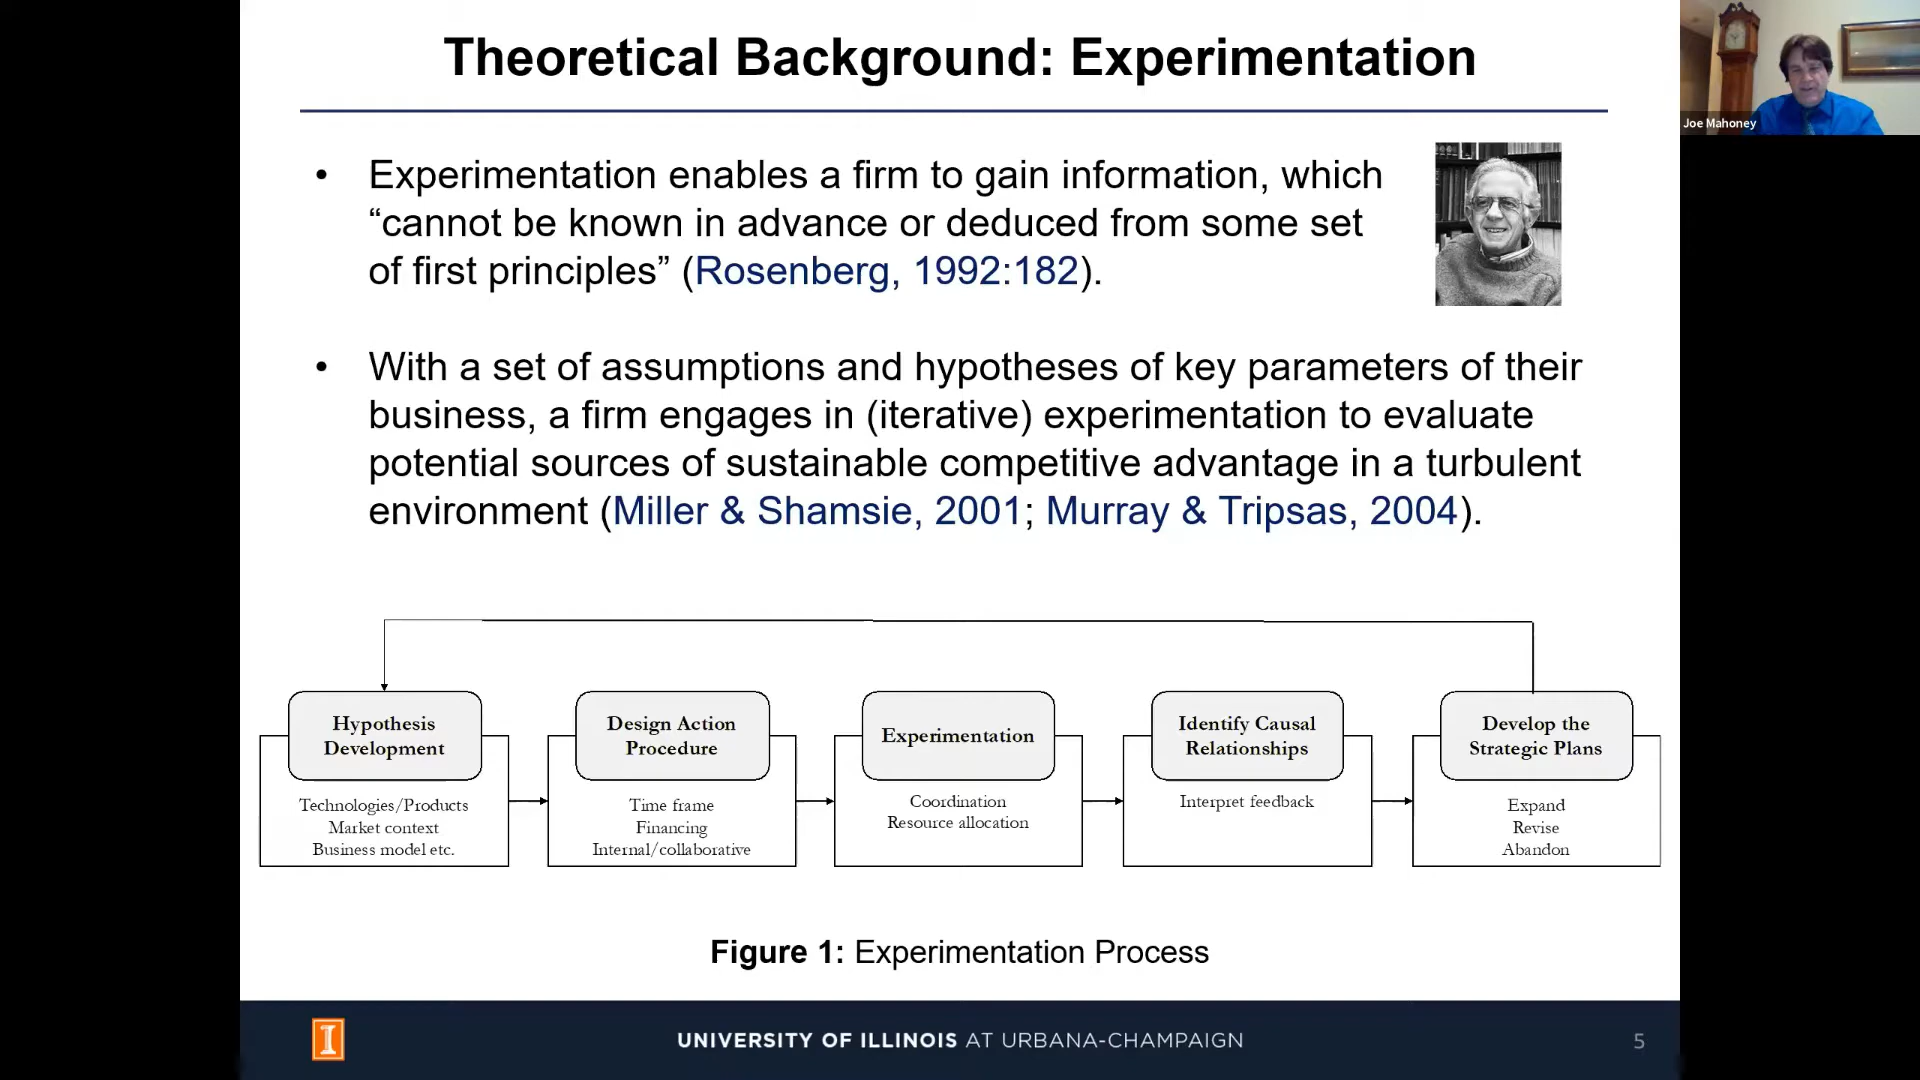 Theoretical Background: Experimentation
Joe Mahoney
• Experimentation enables a firm to gain information, which
“cannot be known in advance or deduced from some set
of first principles” (Rosenberg, 1992:182).
• With a set of assumptions and hypotheses of key parameters of their
business, a firm engages in (iterative) experimentation to evaluate
potential sources of sustainable competitive advantage in a turbulent
environment (Miller & Shamsie, 2001; Murray & Tripsas, 2004).
Hypothesis
Development
Technologies/Products
Market context
Business model etc.
Design Action
Procedure
Time frame
Financing
Internal/collaborative
Experimentation
Coordination
Resource allocation
Identify Causal
Relationships
Interpret feedback
Develop the
Strategic Plans
Expand
Revise
Abandon
Figure 1: Experimentation Process
I
UNIVERSITY OF ILLINOIS AT URBANA-CHAMPAIGN
5